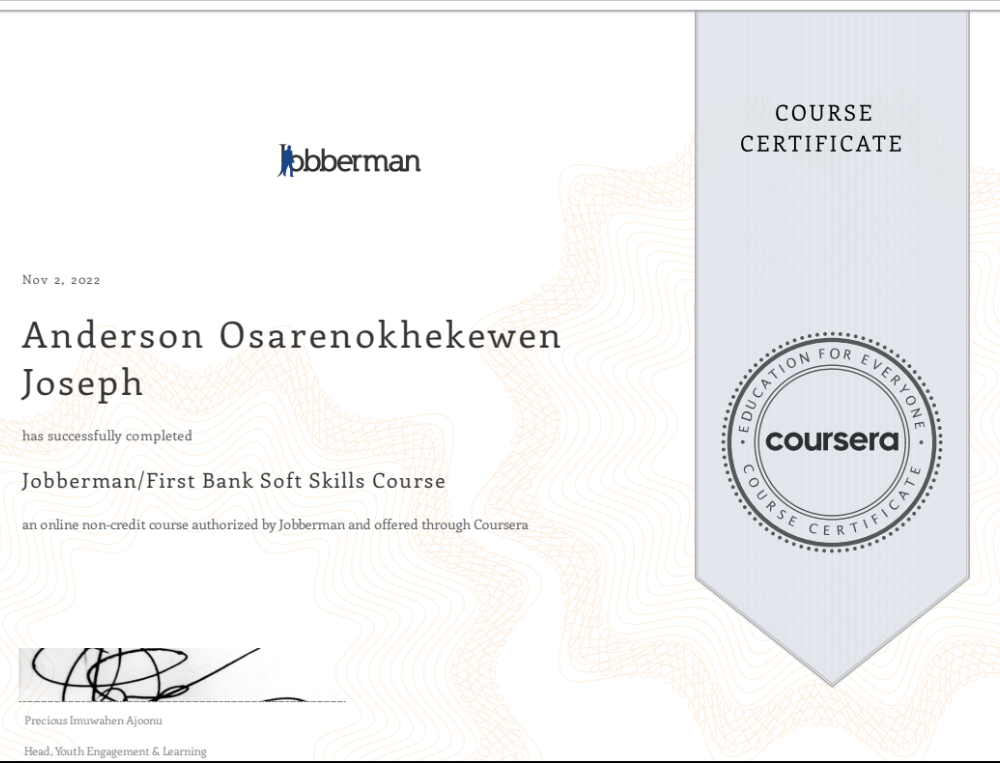 COURSE
CERTIFICATE
Jobberman
Nov 2, 2022
Anderson Osarenokhekewen
Joseph
has successfully completed
Jobberman/First Bank Soft Skills Course
an online non-credit course authorized by Jobberman and offered through Coursera
EDUCATION FOR EVERYONE
coursera
COURSE CERTIFICATE
Precious Imuwahen Ajoonu
Head, Youth Engagement & Learning